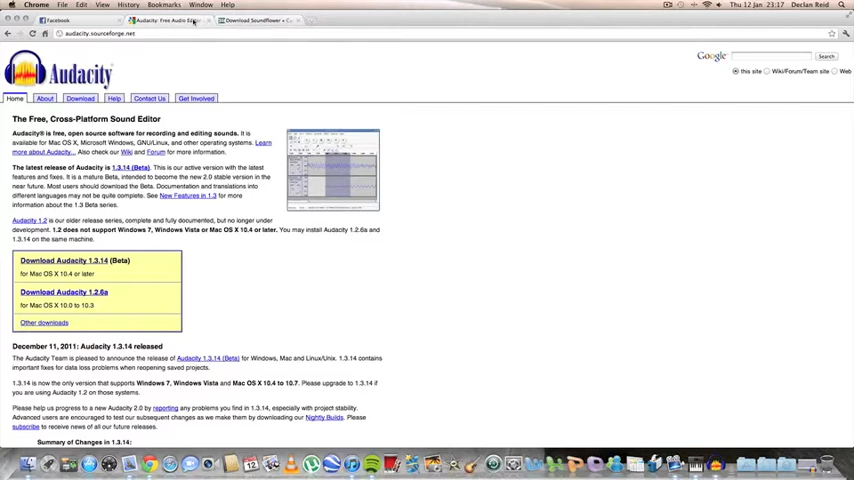 Chrome File Edit View History Bookmarks Window Help Thu 12 Jan 23:17 Declan Reid
Facebook Audacity: Free Audio Editor Download Soundflower
audacity.sourceforge.net
Audacity
Google Search
this site Wiki/Forum/Team site Web
Home About Download Help Contact Us Get Involved
The Free, Cross-Platform Sound Editor
Audacity® is free, open source software for recording and editing sounds. It is
available for Mac OS X, Microsoft Windows, GNU/Linux, and other operating systems. Learn
more about Audacity... Also check our Wiki and Forum for more information.
The latest release of Audacity is 1.3.14 (Beta). This is our active version with the latest
features and fixes. It is a mature Beta, intended to become the new 2.0 stable version in the
near future. Most users should download the Beta. Documentation and translations into
different languages may not be quite complete. See New Features in 1.3 for more
information about the 1.3 Beta series.
Audacity 1.2 is our older release series, complete and fully documented, but no longer under
development. 1.2 does not support Windows 7, Windows Vista or Mac OS X 10.4 or later. You may install Audacity 1.2.6a and
1.3.14 on the same machine.
Download Audacity 1.3.14 (Beta)
for Mac OS X 10.4 or later
Download Audacity 1.2.6a
for Mac OS X 10.0 to 10.3
Other downloads
December 11, 2011: Audacity 1.3.14 released
The Audacity Team is pleased to announce the release of Audacity 1.3.14 (Beta) for Windows, Mac and Linux/Unix. 1.3.14 contains
important fixes for data loss problems when reopening saved projects.
1.3.14 is now the only version that supports Windows 7, Windows Vista and Mac OS X 10.4 to 10.7. Please upgrade to 1.3.14 if
you are using Audacity 1.2 on those systems.
Please help us progress to a new Audacity 2.0 by reporting any problems you find in 1.3.14, especially with project stability.
Advanced users are encouraged to test our subsequent changes as we make them by downloading our Nightly Builds. Please
subscribe to receive news of all our future releases.
Summary of Changes in 1.3.14: